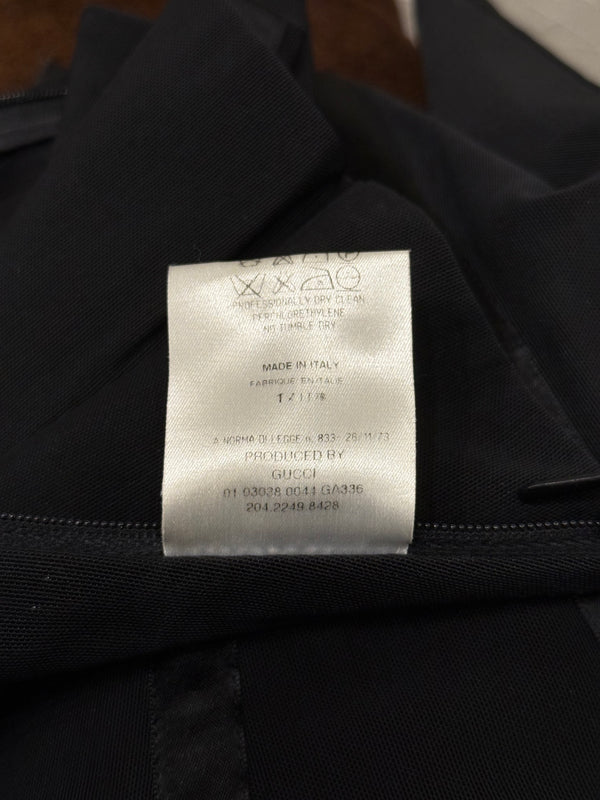 PROFESSIONALLY DRY CLEAN
PERCHLORETHYLENE
NO TUMBLE DRY
MADE IN ITALY
FABRIQUE EN ITALIE
A NORMA DI LEGGE n. 833- 26/11/73
PRODUCED BY
GUCCI
01 03038 0044 GA336
204.2249.8428